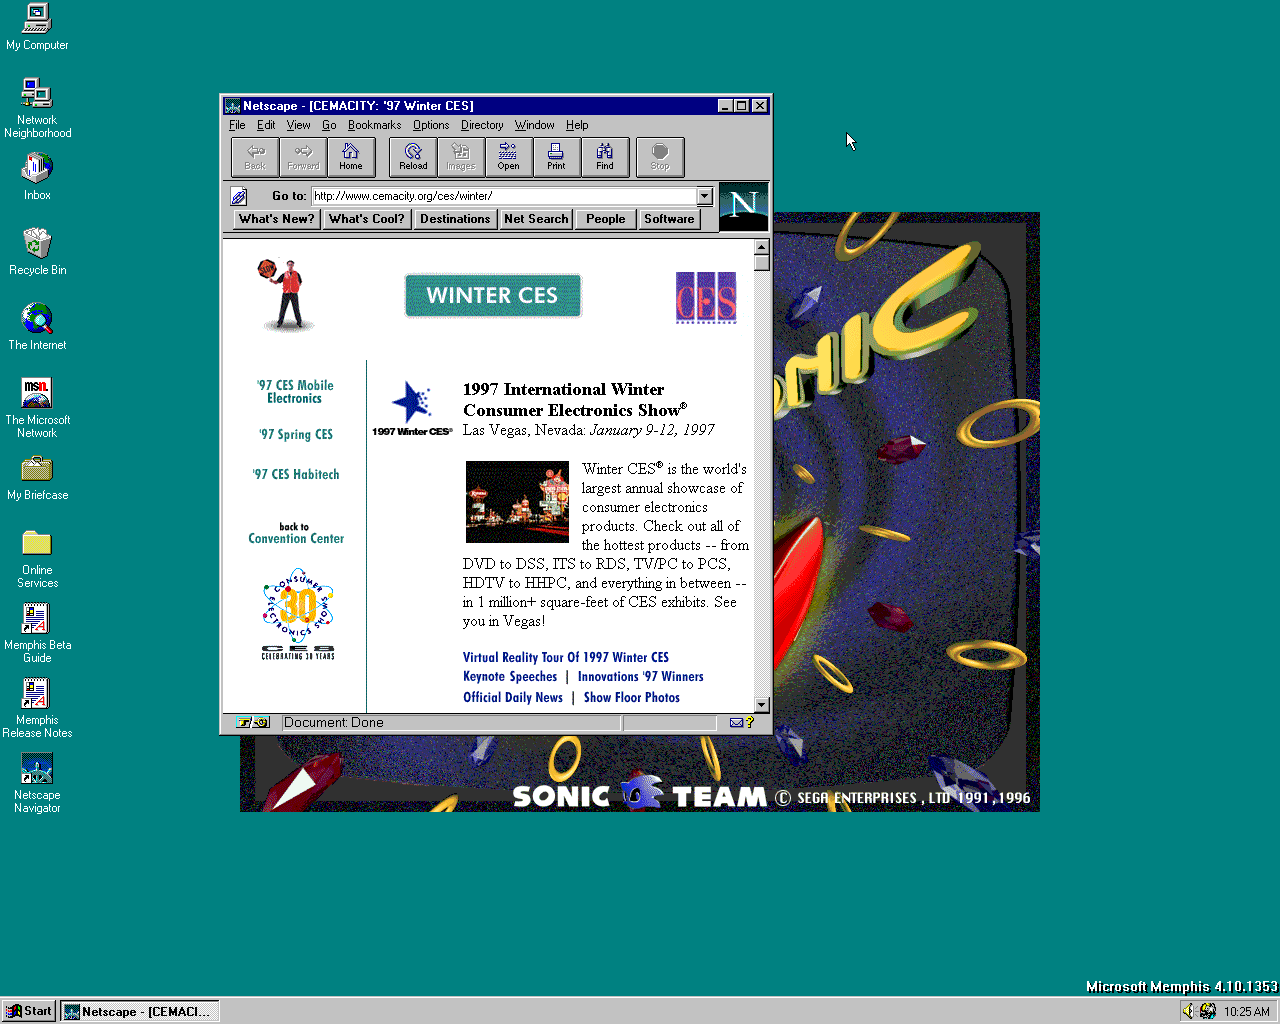 My Computer
Network
Neighborhood
Inbox
Recycle Bin
The Internet
msn.
The Microsoft
Network
My Briefcase
Online
Services
Memphis Beta
Guide
Memphis
Release Notes
Netscape
Navigator
Netscape - [CEMACITY: '97 Winter CES]
File Edit View Go Bookmarks Options Directory Window Help
Back Forward Home Reload Images Open Print Find Stop
Go to: http://www.cemacity.org/ces/winter/
N
What's New? What's Cool? Destinations Net Search People Software
WINTER CES
CES
'97 CES Mobile
Electronics
'97 Spring CES
'97 CES Habitech
back to
Convention Center
CONSUMER ELECTRONICS SHOWS
30
CES
CELEBRATING 30 YEARS
1997 Winter CES®
1997 International Winter
Consumer Electronics Show®
Las Vegas, Nevada: January 9-12, 1997
Winter CES® is the world's
largest annual showcase of
consumer electronics
products. Check out all of
the hottest products -- from
DVD to DSS, ITS to RDS, TV/PC to PCS,
HDTV to HHPC, and everything in between --
in 1 million+ square-feet of CES exhibits. See
you in Vegas!
Virtual Reality Tour Of 1997 Winter CES
Keynote Speeches | Innovations '97 Winners
Official Daily News | Show Floor Photos
Document: Done
ONIC
SONIC TEAM © SEGA ENTERPRISES , LTD 1991 ,1996
Microsoft Memphis 4.10.1353
Start Netscape - [CEMACI... 10:25 AM